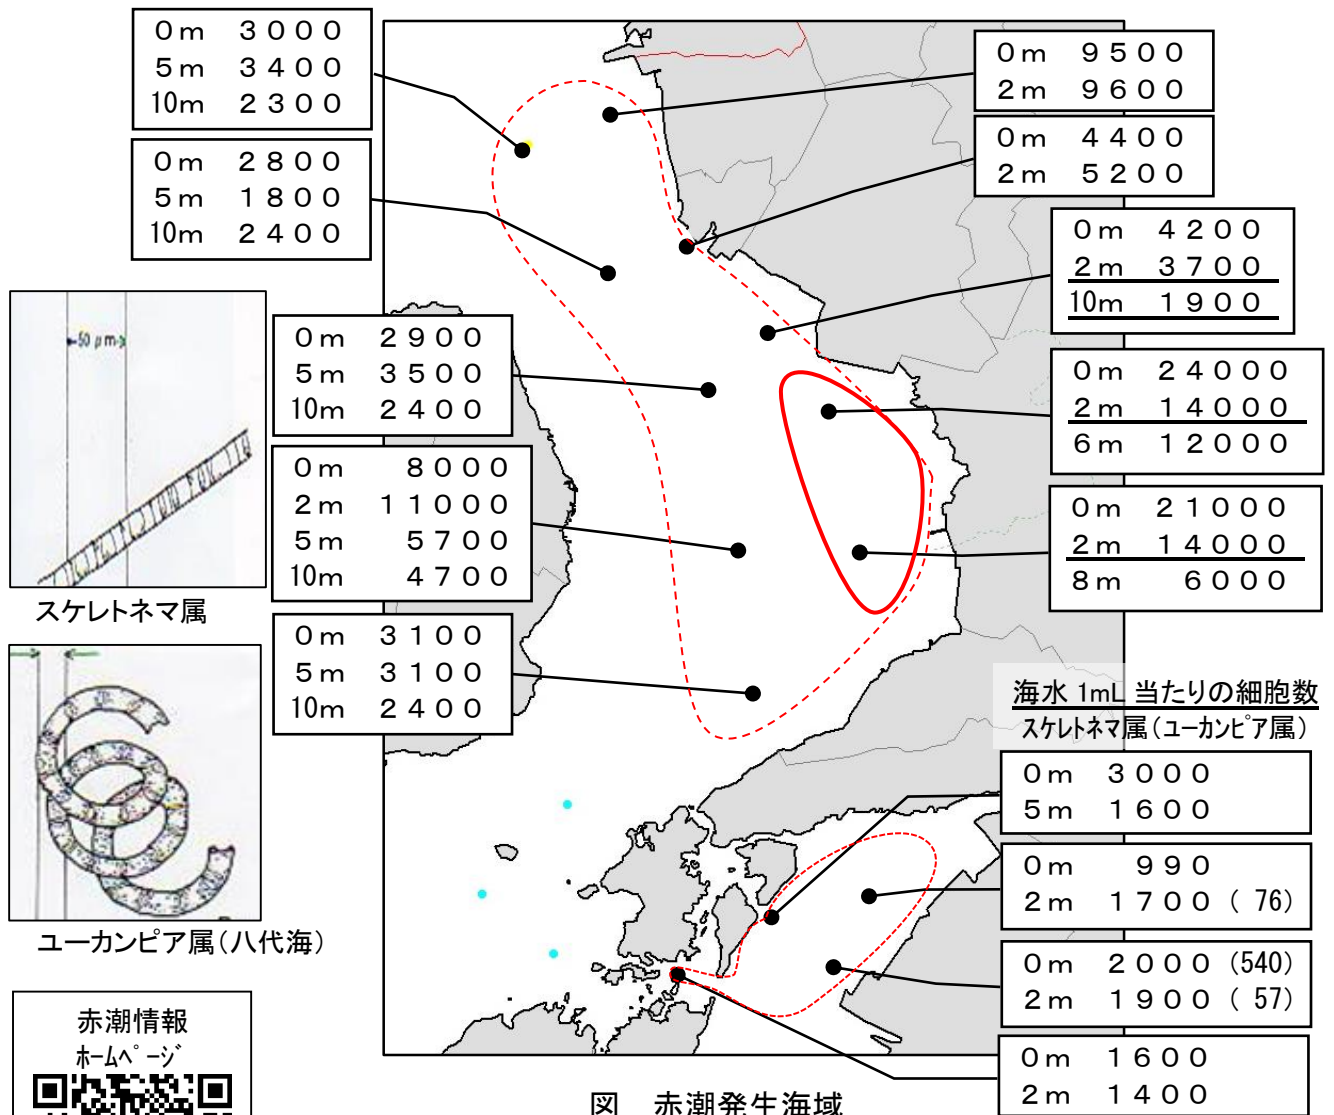 0m 3000
5m 3400
10m 2300
0m 2800
5m 1800
10m 2400
0m 9500
2m 9600
0m 4400
2m 5200
0m 4200
2m 3700
10m 1900
0m 24000
2m 14000
6m 12000
0m 21000
2m 14000
8m 6000
50μm
スケレトネマ属
0m 2900
5m 3500
10m 2400
0m 8000
2m 11000
5m 5700
10m 4700
0m 3100
5m 3100
10m 2400
ユーカンピア属(八代海)
海水 1mL 当たりの細胞数
スケレトネマ属(ユーカンピア属)
0m 3000
5m 1600
0m 990
2m 1700 ( 76)
0m 2000 (540)
2m 1900 ( 57)
0m 1600
2m 1400
赤潮情報
ホームページ
図 赤潮発生海域